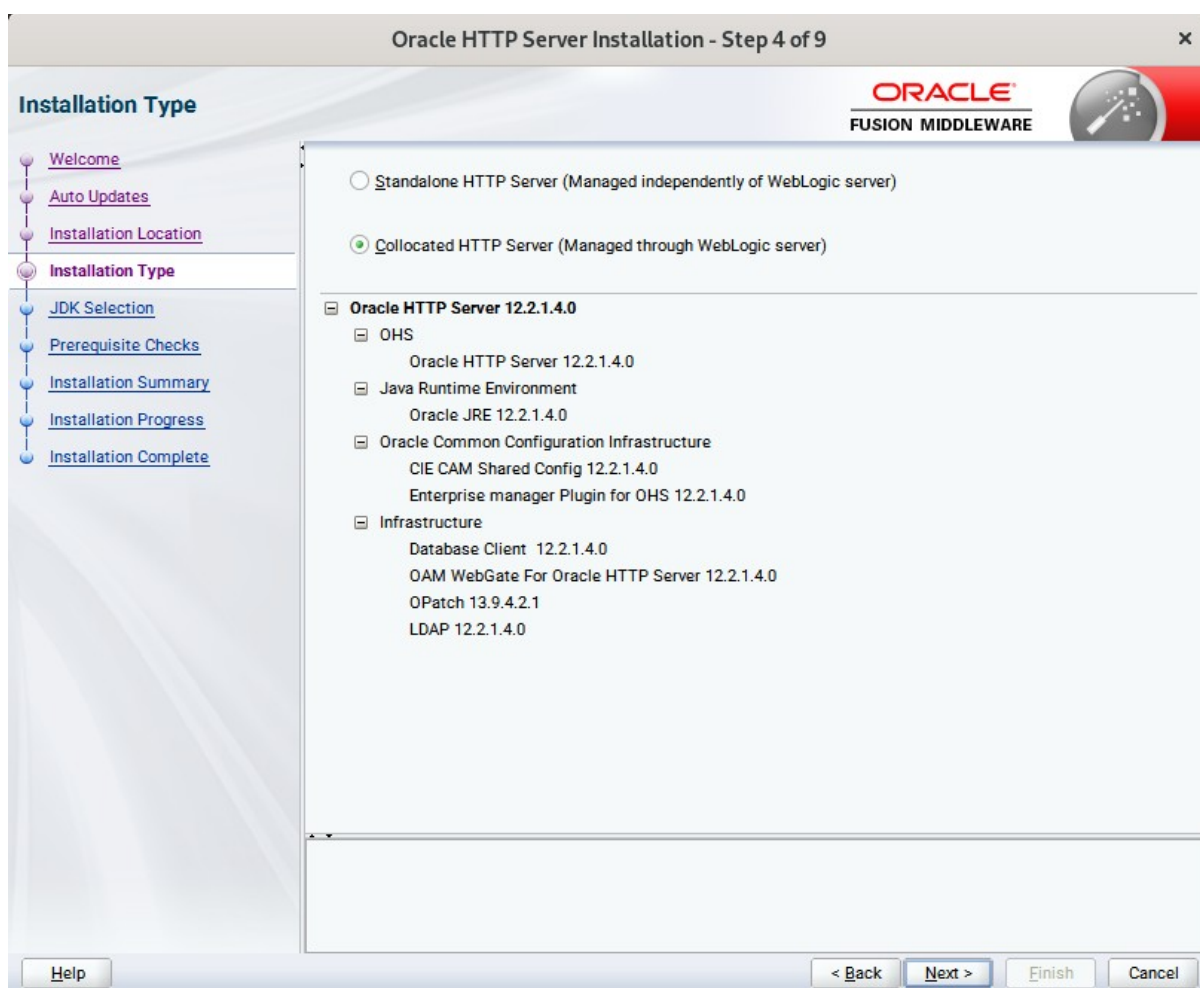 Oracle HTTP Server Installation - Step 4 of 9
×
Installation Type
ORACLE®
FUSION MIDDLEWARE
Welcome
Auto Updates
Installation Location
Installation Type
JDK Selection
Prerequisite Checks
Installation Summary
Installation Progress
Installation Complete
Standalone HTTP Server (Managed independently of WebLogic server)
Collocated HTTP Server (Managed through WebLogic server)
Oracle HTTP Server 12.2.1.4.0
OHS
Oracle HTTP Server 12.2.1.4.0
Java Runtime Environment
Oracle JRE 12.2.1.4.0
Oracle Common Configuration Infrastructure
CIE CAM Shared Config 12.2.1.4.0
Enterprise manager Plugin for OHS 12.2.1.4.0
Infrastructure
Database Client 12.2.1.4.0
OAM WebGate For Oracle HTTP Server 12.2.1.4.0
OPatch 13.9.4.2.1
LDAP 12.2.1.4.0
Help
< Back
Next >
Finish
Cancel